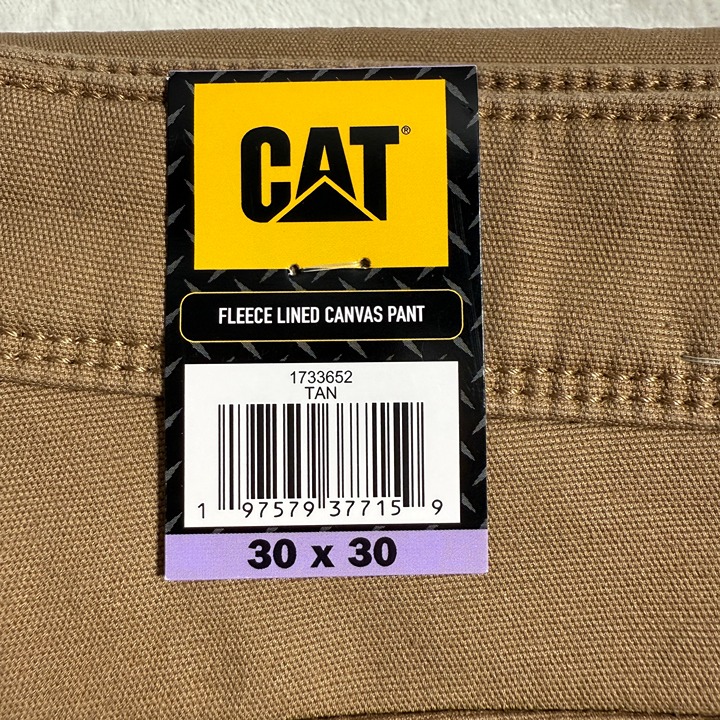 CAT®
FLEECE LINED CANVAS PANT
1733652
TAN
1 97579 37715 9
30 x 30